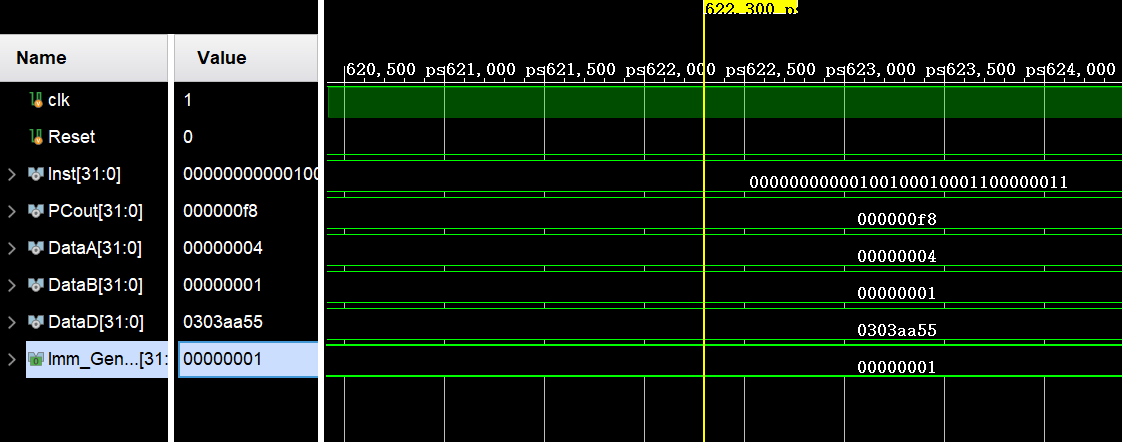 622,300 ps
Name Value
620,500 ps 621,000 ps 621,500 ps 622,000 ps 622,500 ps 623,000 ps 623,500 ps 624,000
clk 1
Reset 0
Inst[31:0] 00000000000100 00000000000100100010001100000011
PCout[31:0] 000000f8 000000f8
DataA[31:0] 00000004 00000004
DataB[31:0] 00000001 00000001
DataD[31:0] 0303aa55 0303aa55
Imm_Gen...[31: 00000001 00000001